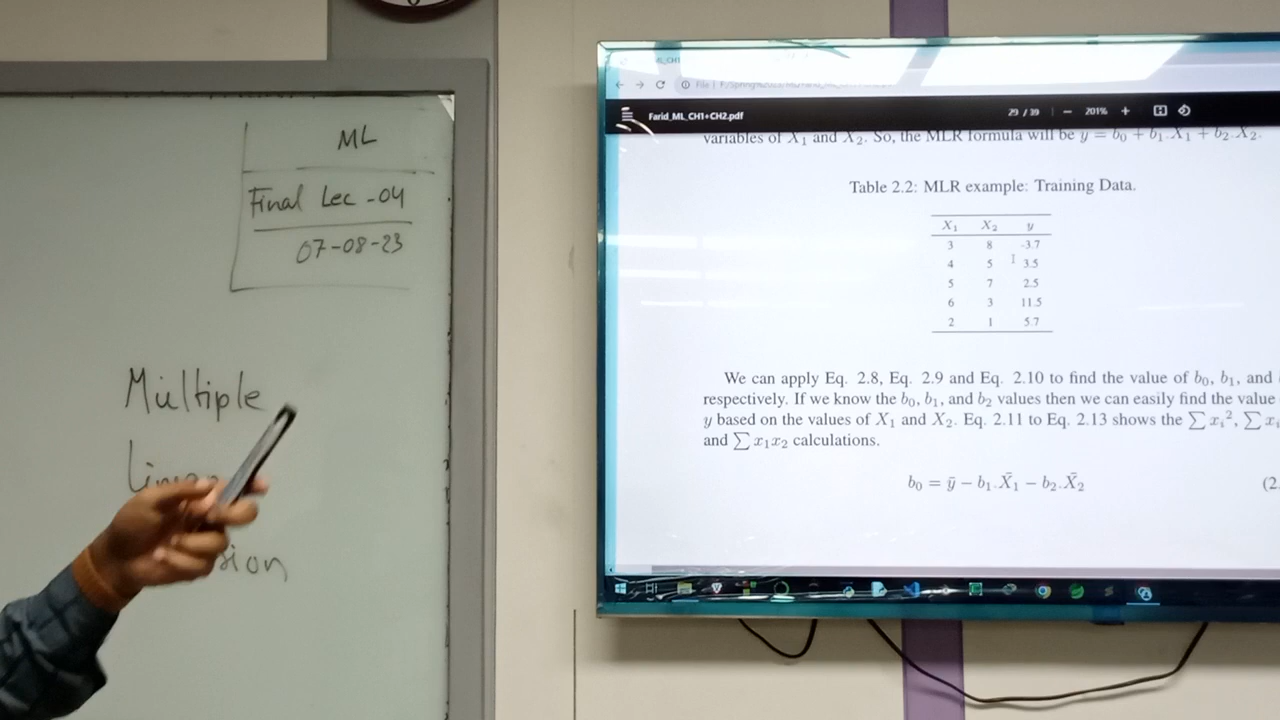 ML
Final Lec - 04
07-08-23
Multiple
Farid_ML_CH1+CH2.pdf
29 / 39
201%
variables of X₁ and X₂. So, the MLR formula will be y = b₀ + b₁.X₁ + b₂.X₂.
Table 2.2: MLR example: Training Data.
X₁ X₂ y
3 8 -3.7
4 5 3.5
5 7 2.5
6 3 11.5
2 1 5.7
We can apply Eq. 2.8, Eq. 2.9 and Eq. 2.10 to find the value of b₀, b₁, and
respectively. If we know the b₀, b₁, and b₂ values then we can easily find the value
y based on the values of X₁ and X₂. Eq. 2.11 to Eq. 2.13 shows the ∑ x₁², ∑ x
and ∑ x₁x₂ calculations.
b₀ = ȳ − b₁.X̄₁ − b₂.X̄₂ (2.